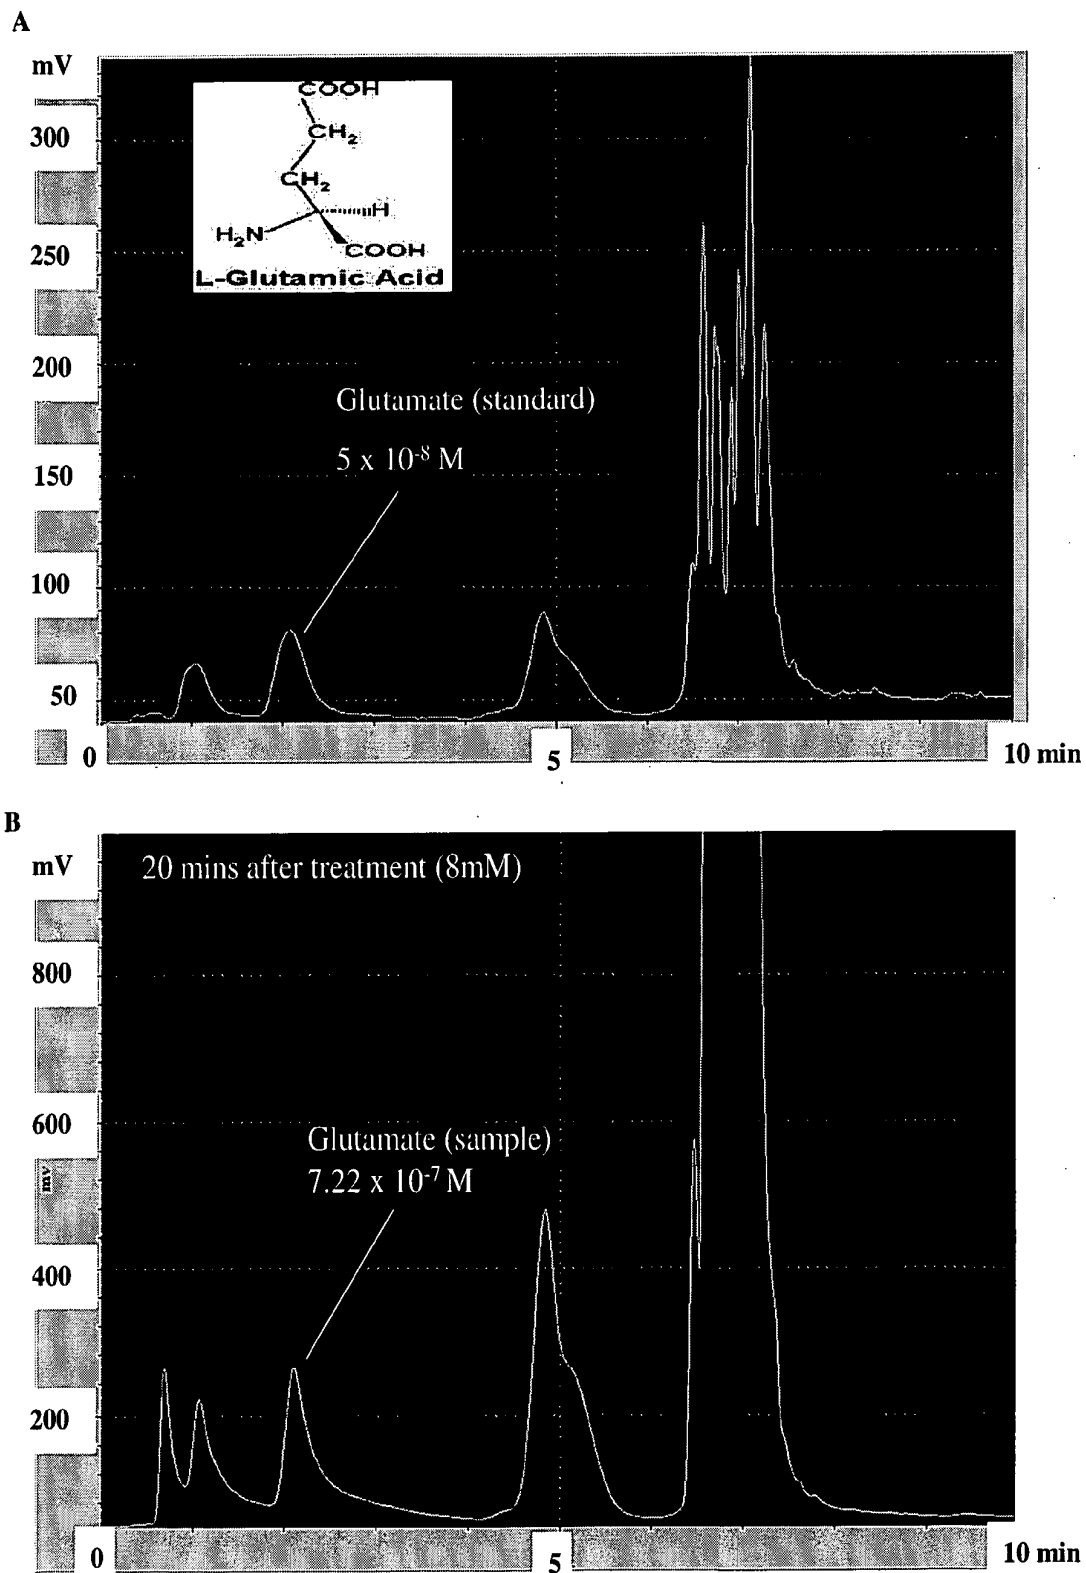 A
mV
300
250
200
150
100
50
COOH
CH₂
CH₂
H
H₂N
COOH
L-Glutamic Acid
Glutamate (standard)
5 x 10⁻⁸ M
0
5
10 min
B
mV
20 mins after treatment (8mM)
800
600
mv
400
200
Glutamate (sample)
7.22 x 10⁻⁷ M
0
5
10 min